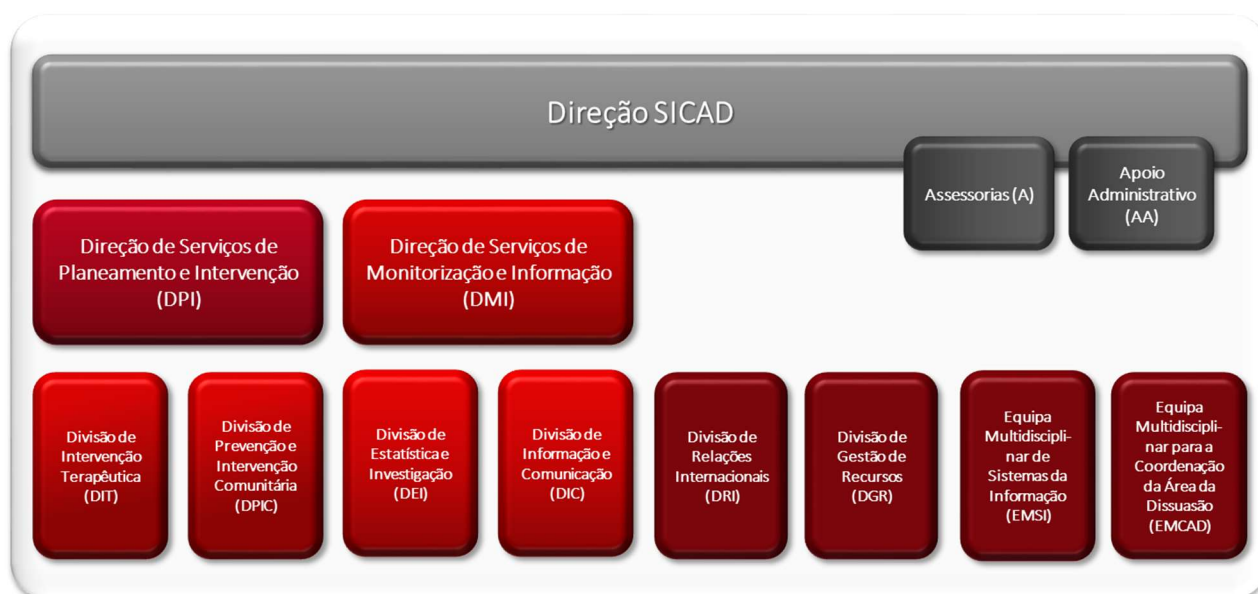 Direção SICAD
Assessorias (A)
Apoio
Administrativo
(AA)
Direção de Serviços de
Planeamento e Intervenção
(DPI)
Direção de Serviços de
Monitorização e Informação
(DMI)
Divisão de
Intervenção
Terapêutica
(DIT)
Divisão de
Prevenção e
Intervenção
Comunitária
(DPIC)
Divisão de
Estatística e
Investigação
(DEI)
Divisão de
Informação e
Comunicação
(DIC)
Divisão de
Relações
Internacionais
(DRI)
Divisão de
Gestão de
Recursos
(DGR)
Equipa
Multidiscipli-
nar de
Sistemas da
Informação
(EMSI)
Equipa
Multidiscipli-
nar para a
Coordenação
da Área da
Dissuasão
(EMCAD)